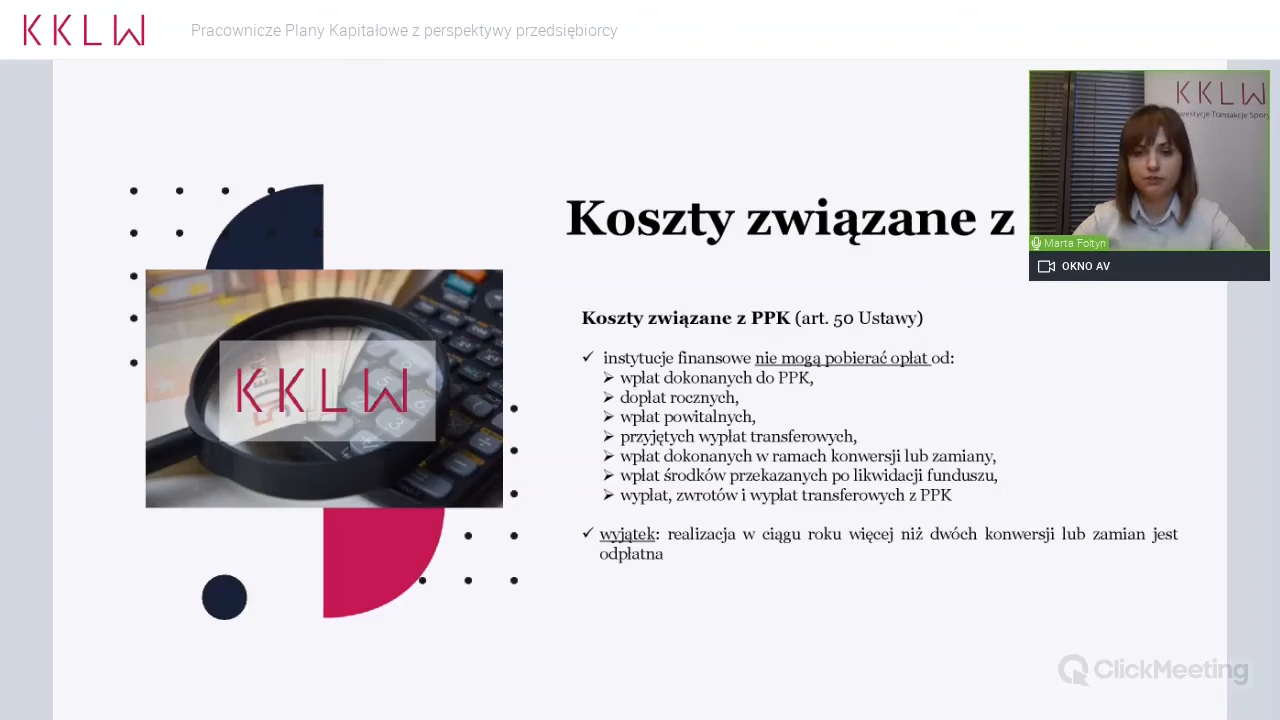 KKLW
Pracownicze Plany Kapitałowe z perspektywy przedsiębiorcy
KKLW
westycje Transakcje Spory
Marta Foltyn
OKNO AV
Koszty związane z
KKLW
Koszty związane z PPK (art. 50 Ustawy)
✓ instytucje finansowe nie mogą pobierać opłat od:
➢ wpłat dokonanych do PPK,
➢ dopłat rocznych,
➢ wpłat powitalnych,
➢ przyjętych wypłat transferowych,
➢ wpłat dokonanych w ramach konwersji lub zamiany,
➢ wpłat środków przekazanych po likwidacji funduszu,
➢ wypłat, zwrotów i wypłat transferowych z PPK
✓ wyjątek: realizacja w ciągu roku więcej niż dwóch konwersji lub zamian jest
odpłatna
ClickMeeting